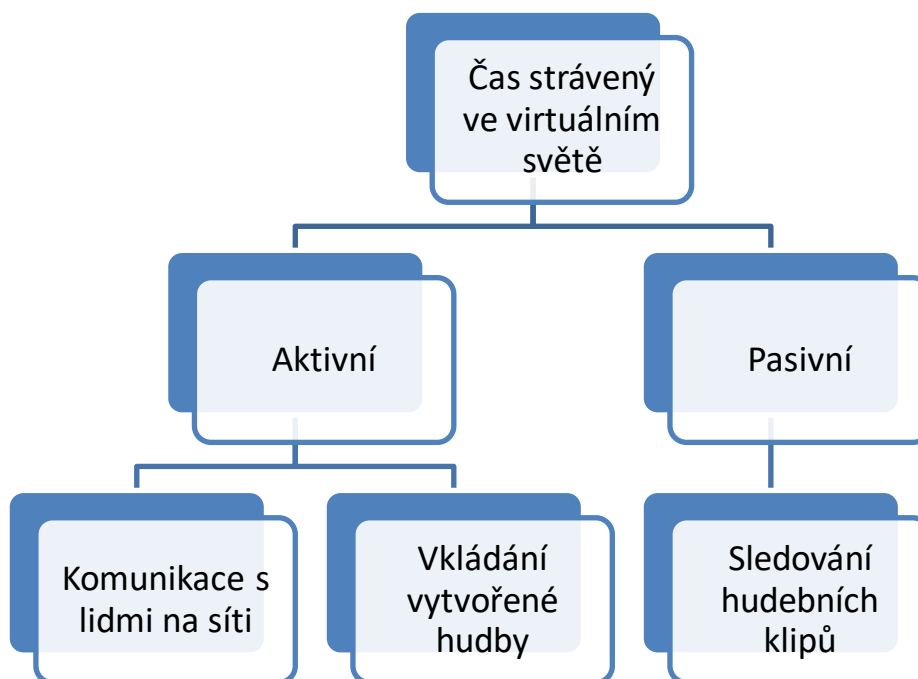 Čas strávený
ve virtuálním
světě
Aktivní
Pasivní
Komunikace s
lidmi na síti
Vkládání
vytvořené
hudby
Sledování
hudebních
klipů